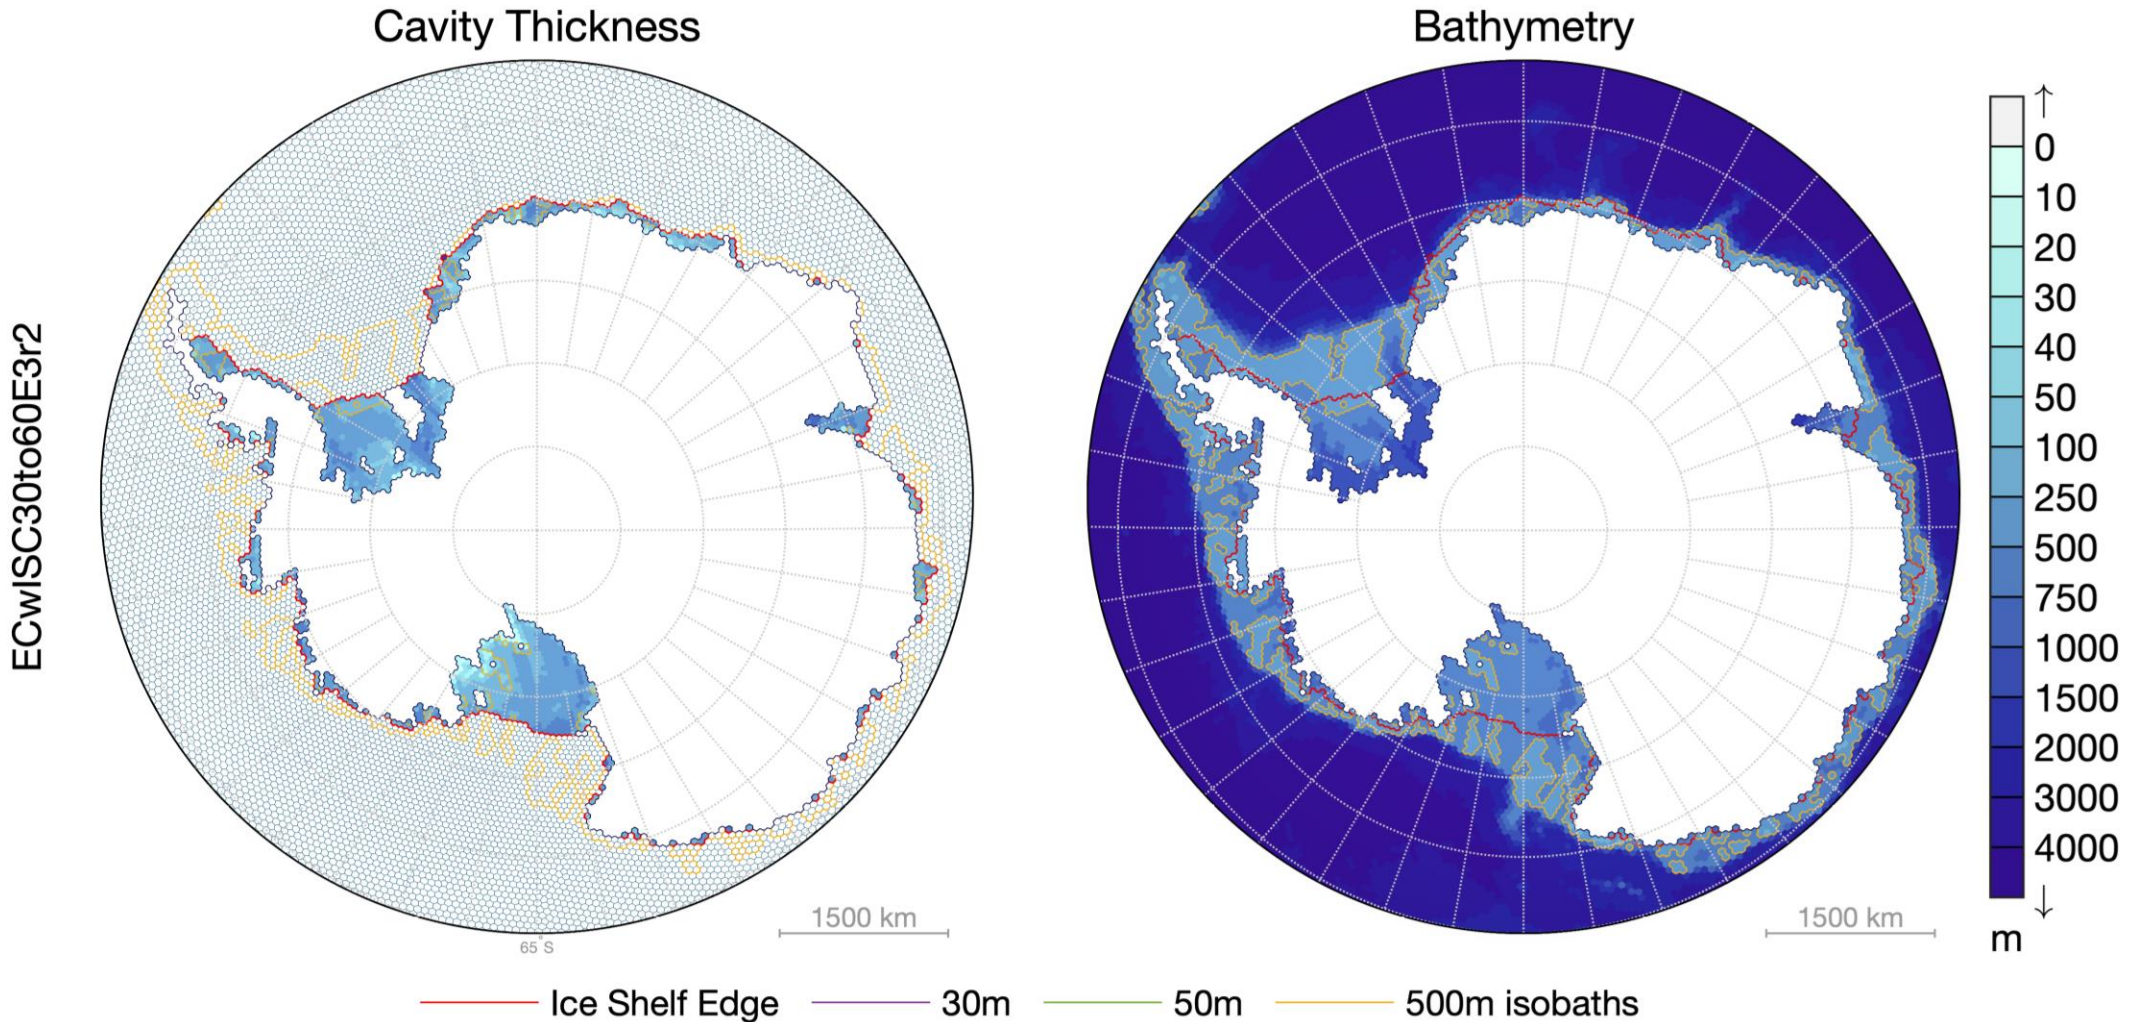 Cavity Thickness
Bathymetry
ECwISC30to60E3r2
0
10
20
30
40
50
100
250
500
750
1000
1500
2000
3000
4000
m
1500 km
1500 km
65°S
Ice Shelf Edge
30m
50m
500m isobaths